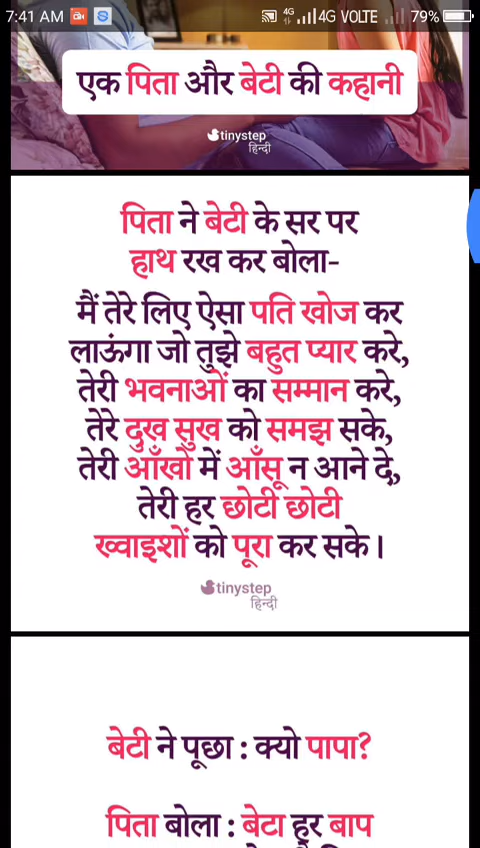 7:41 AM 4G 4G VOLTE 79%
एक पिता और बेटी की कहानी
tinystep
हिन्दी
पिता ने बेटी के सर पर
हाथ रख कर बोला-
मैं तेरे लिए ऐसा पति खोज कर
लाऊंगा जो तुझे बहुत प्यार करे,
तेरी भवनाओं का सम्मान करे,
तेरे दुख सुख को समझ सके,
तेरी आँखो में आँसू न आने दे,
तेरी हर छोटी छोटी
ख्वाइशों को पूरा कर सके।
tinystep
हिन्दी
बेटी ने पूछा : क्यो पापा?
पिता बोला : बेटा हर बाप